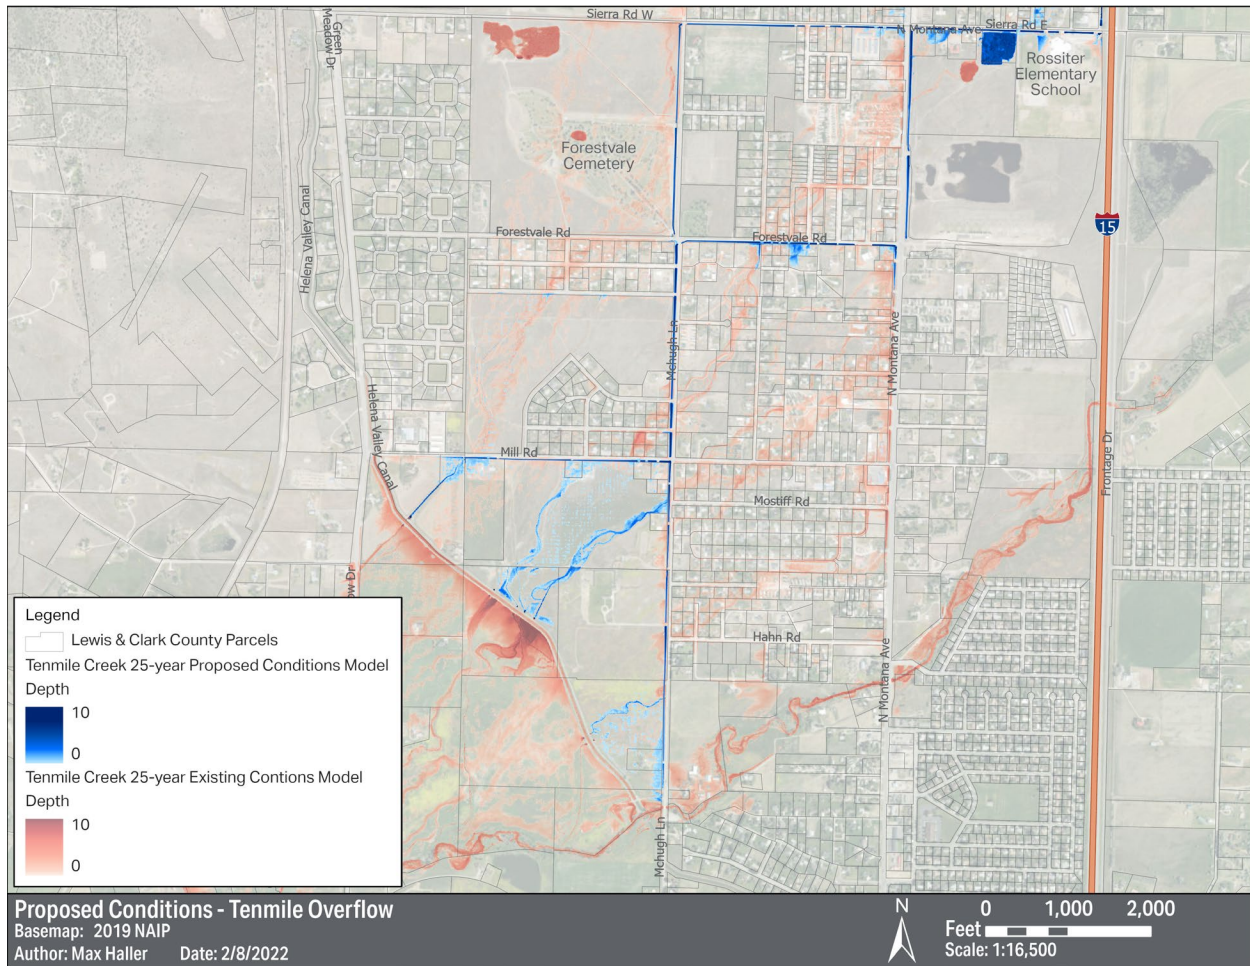 Sierra Rd W
N Montana Ave
Sierra Rd E
Green
Meadow Dr
Rossiter
Elementary
School
Forestvale
Cemetery
Helena Valley Canal
15
Forestvale Rd
Forestvale Rd
Mchugh Ln
N Montana Ave
Helena Valley Canal
Mill Rd
Frontage Dr
Mostiff Rd
ow Dr
Hahn Rd
N Montana Ave
Mchugh Ln
Legend
Lewis & Clark County Parcels
Tenmile Creek 25-year Proposed Conditions Model
Depth
10
0
Tenmile Creek 25-year Existing Contions Model
Depth
10
0
Proposed Conditions - Tenmile Overflow
Basemap: 2019 NAIP
Author: Max Haller Date: 2/8/2022
N
0 1,000 2,000
Feet
Scale: 1:16,500